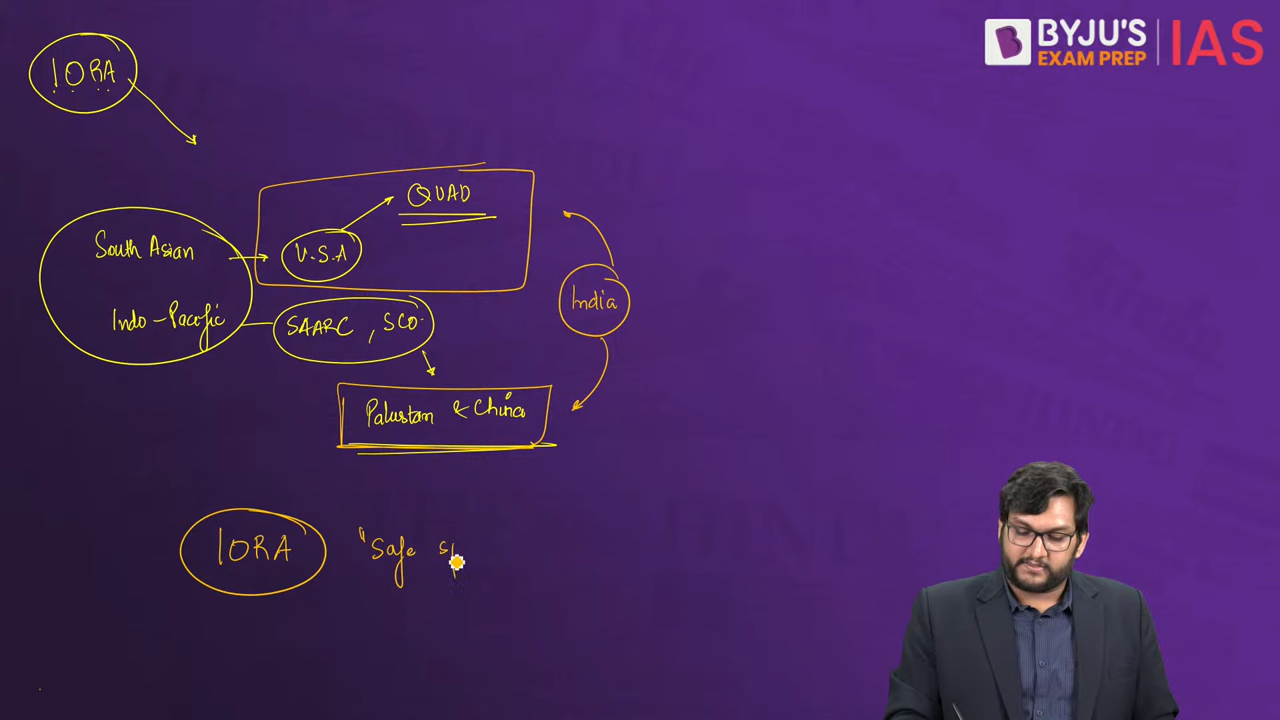 IORA
BYJU'S
EXAM PREP
IAS
QUAD
South Asian
U.S.A
India
Indo-Pacific
SAARC, SCO.
Pakistan & China
IORA "Safe